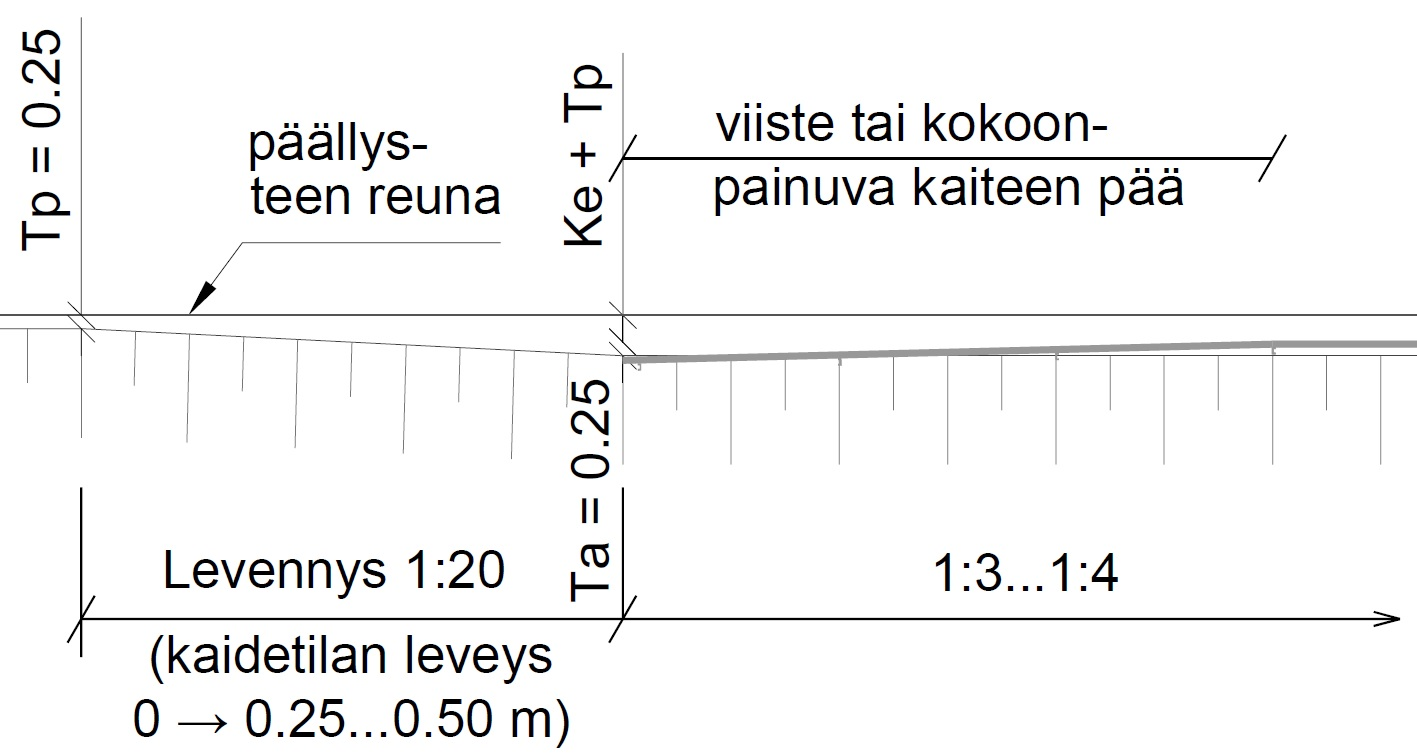 Tp = 0.25
päällys-
teen reuna
Ke + Tp
viiste tai kokoon-
painuva kaiteen pää
Ta = 0.25
Levennys 1:20
(kaidetilan leveys
0 → 0.25...0.50 m)
1:3...1:4